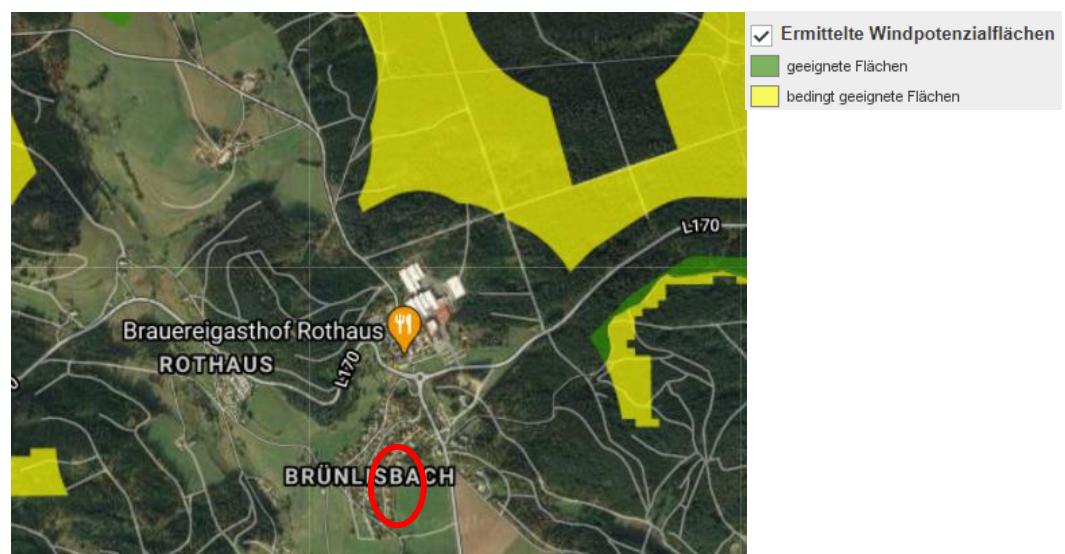 Ermittelte Windpotenzialflächen
geeignete Flächen
bedingt geeignete Flächen
L170
Brauereigasthof Rothaus
ROTHAUS
L170
BRÜNLISBACH